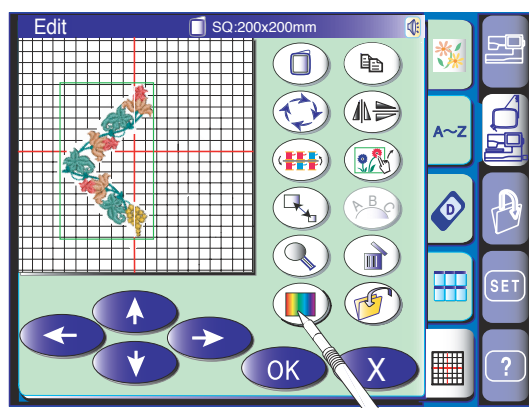 Edit
SQ:200x200mm
A~Z
D
A B C
SET
OK
X
?